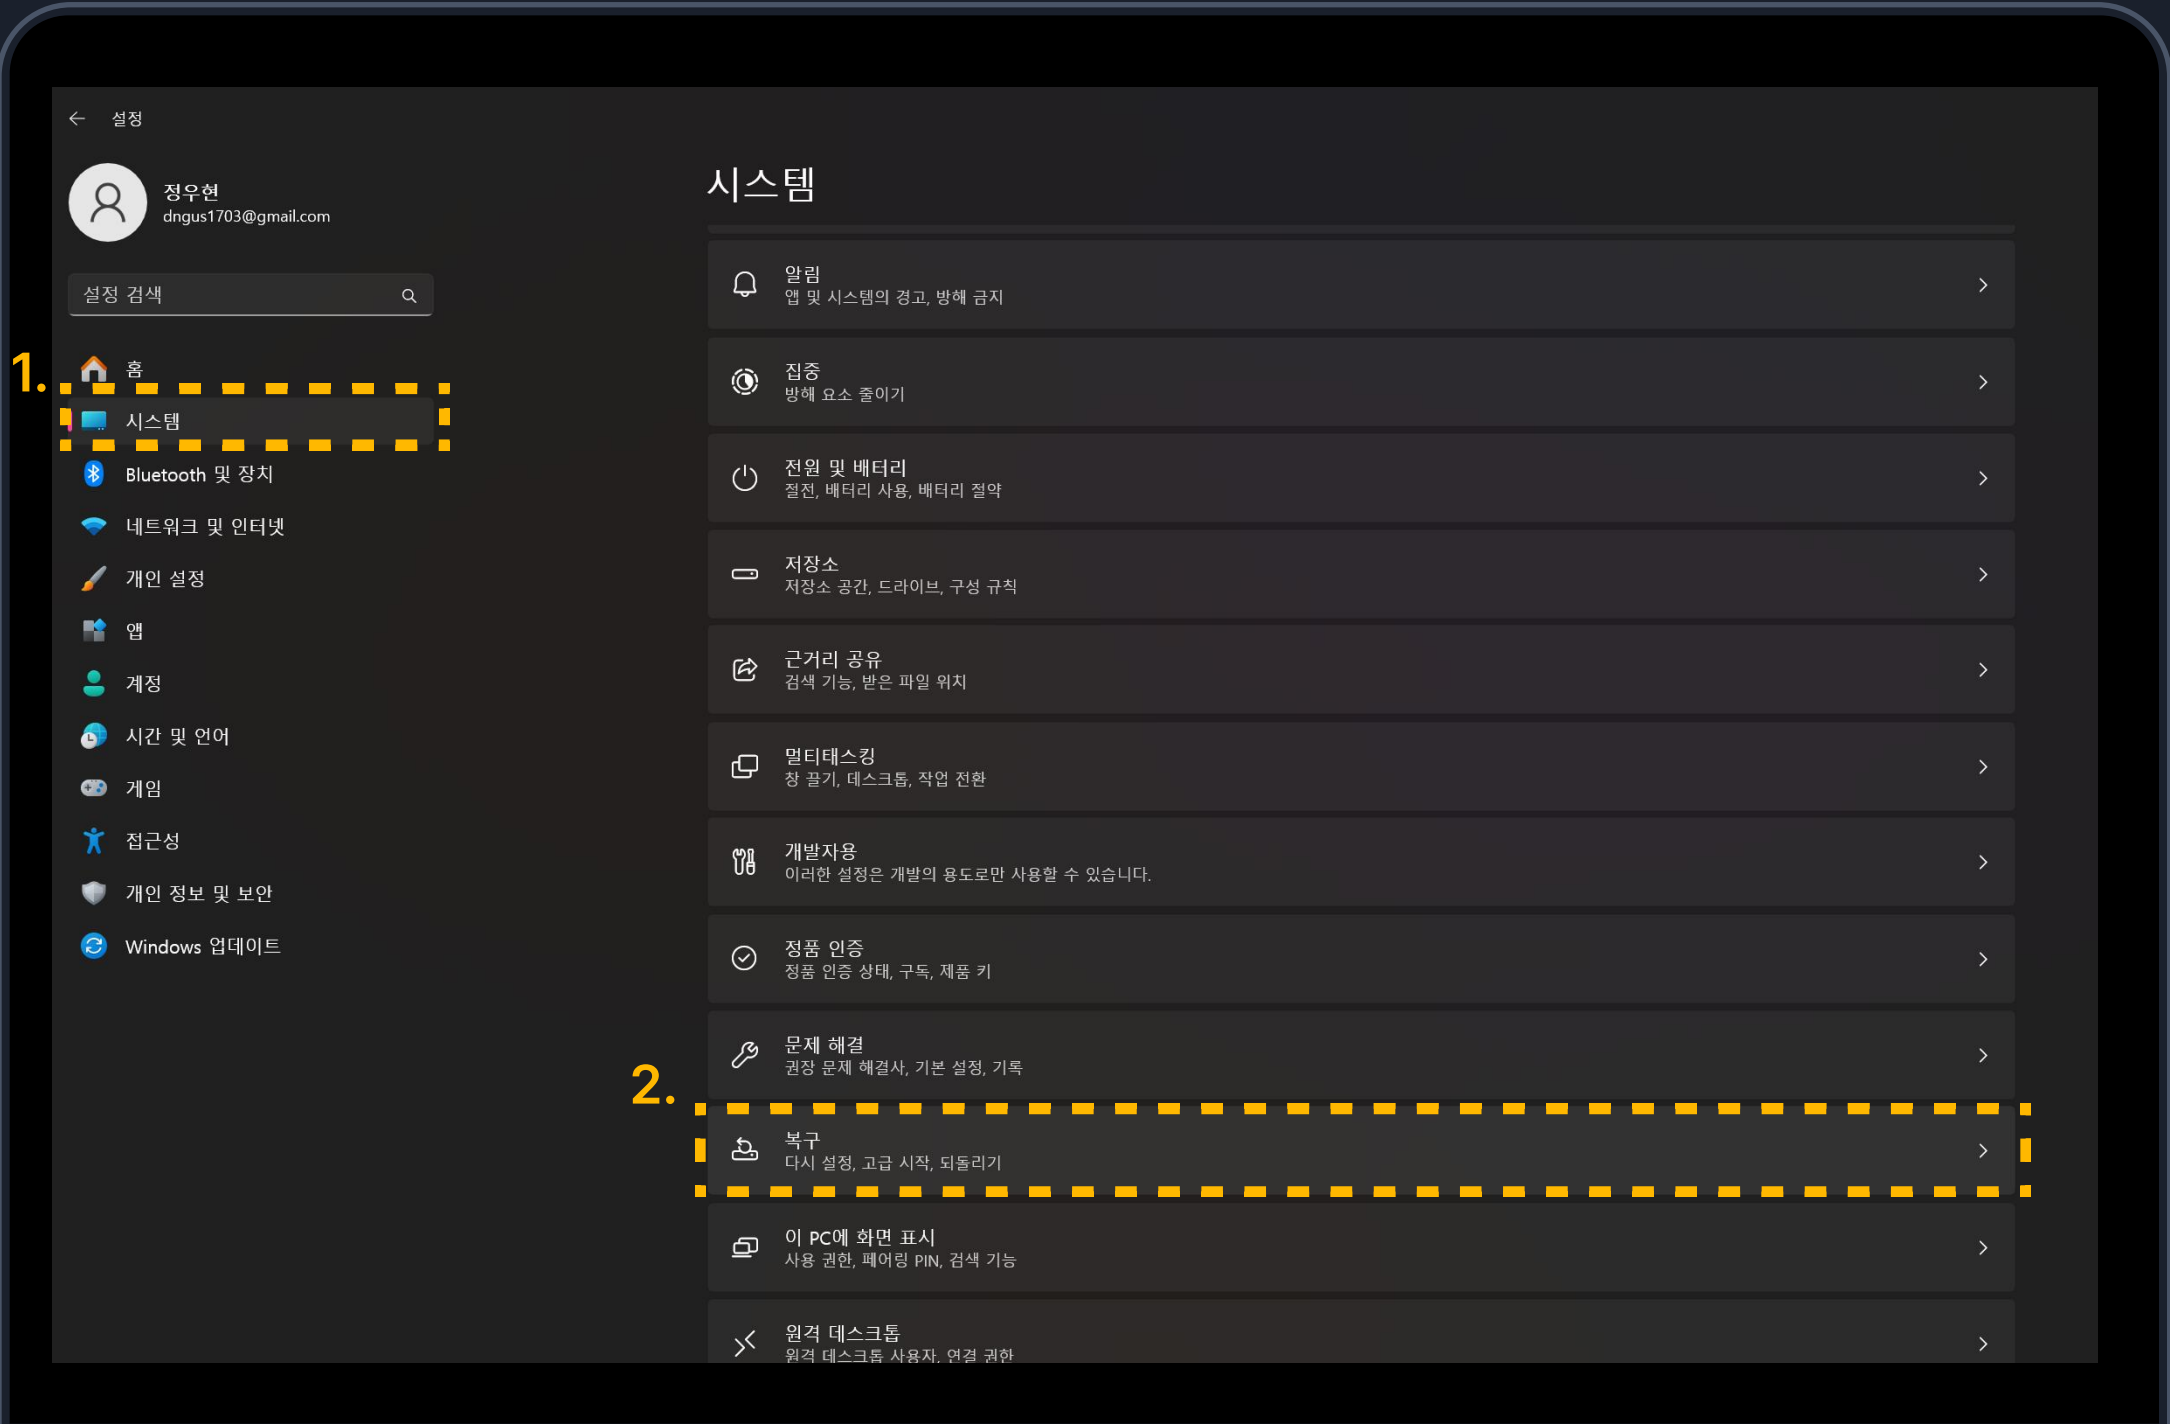 설정
정우현
dngus1703@gmail.com
설정 검색
1.
홈
시스템
Bluetooth 및 장치
네트워크 및 인터넷
개인 설정
앱
계정
시간 및 언어
게임
접근성
개인 정보 및 보안
Windows 업데이트
시스템
알림
앱 및 시스템의 경고, 방해 금지
집중
방해 요소 줄이기
전원 및 배터리
절전, 배터리 사용, 배터리 절약
저장소
저장소 공간, 드라이브, 구성 규칙
근거리 공유
검색 기능, 받은 파일 위치
멀티태스킹
창 끌기, 데스크톱, 작업 전환
개발자용
이러한 설정은 개발의 용도로만 사용할 수 있습니다.
정품 인증
정품 인증 상태, 구독, 제품 키
문제 해결
권장 문제 해결사, 기본 설정, 기록
2.
복구
다시 설정, 고급 시작, 되돌리기
이 PC에 화면 표시
사용 권한, 페어링 PIN, 검색 기능
원격 데스크톱
원격 데스크톱 사용자, 연결 권한